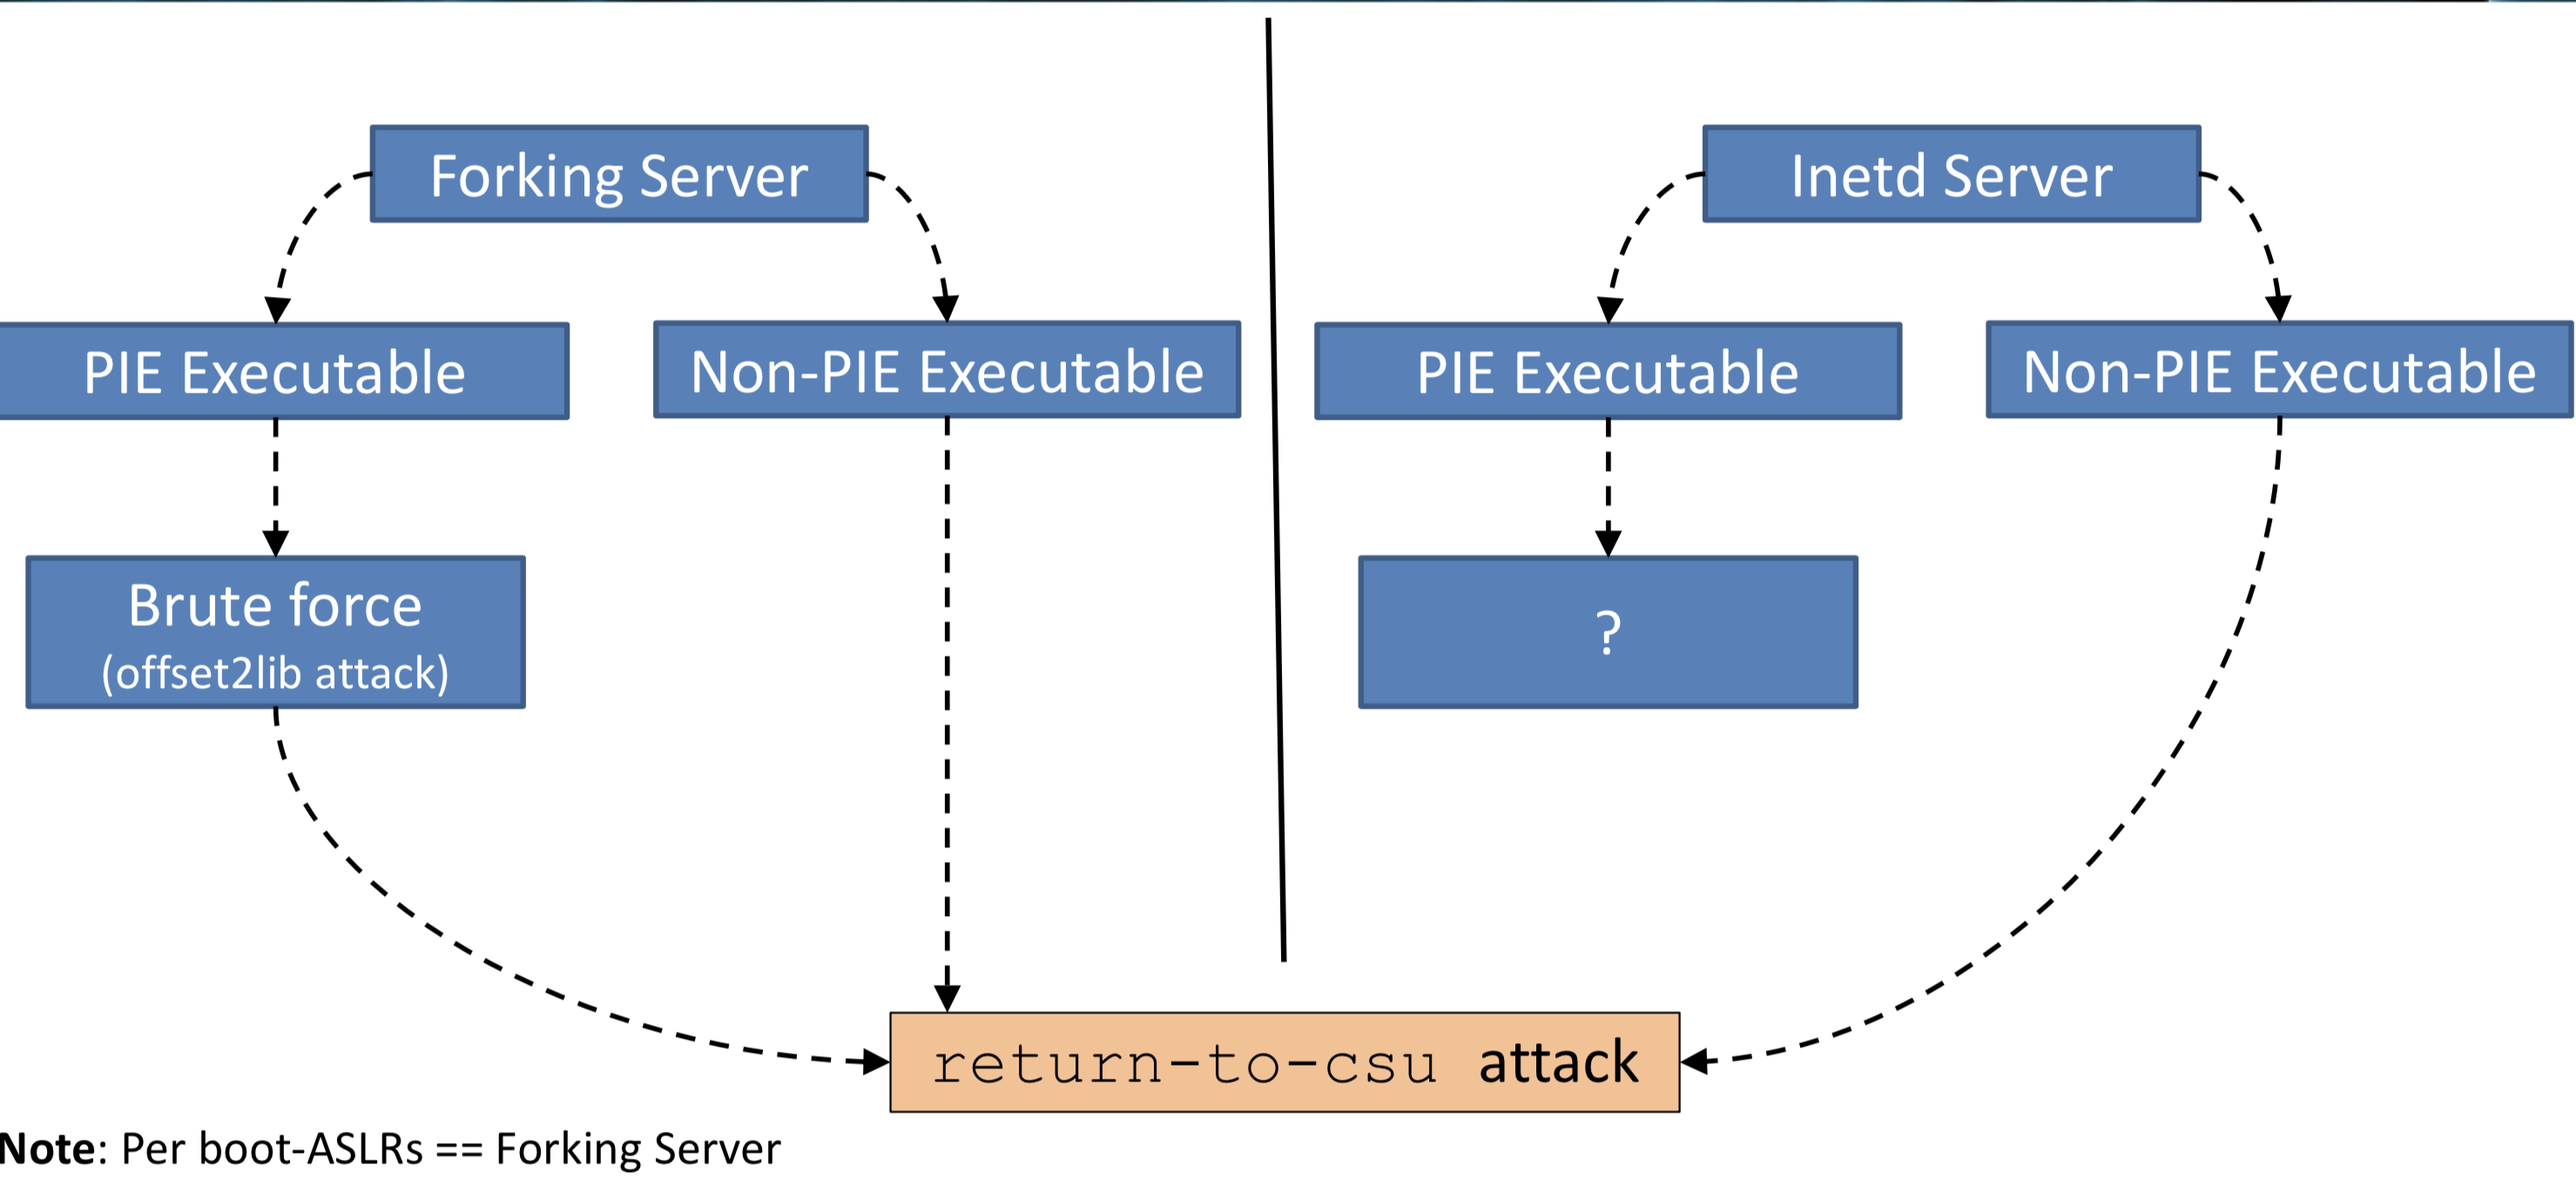 Forking Server
Inetd Server
PIE Executable
Non-PIE Executable
PIE Executable
Non-PIE Executable
Brute force
(offset2lib attack)
?
return-to-csu attack
Note: Per boot-ASLRs == Forking Server